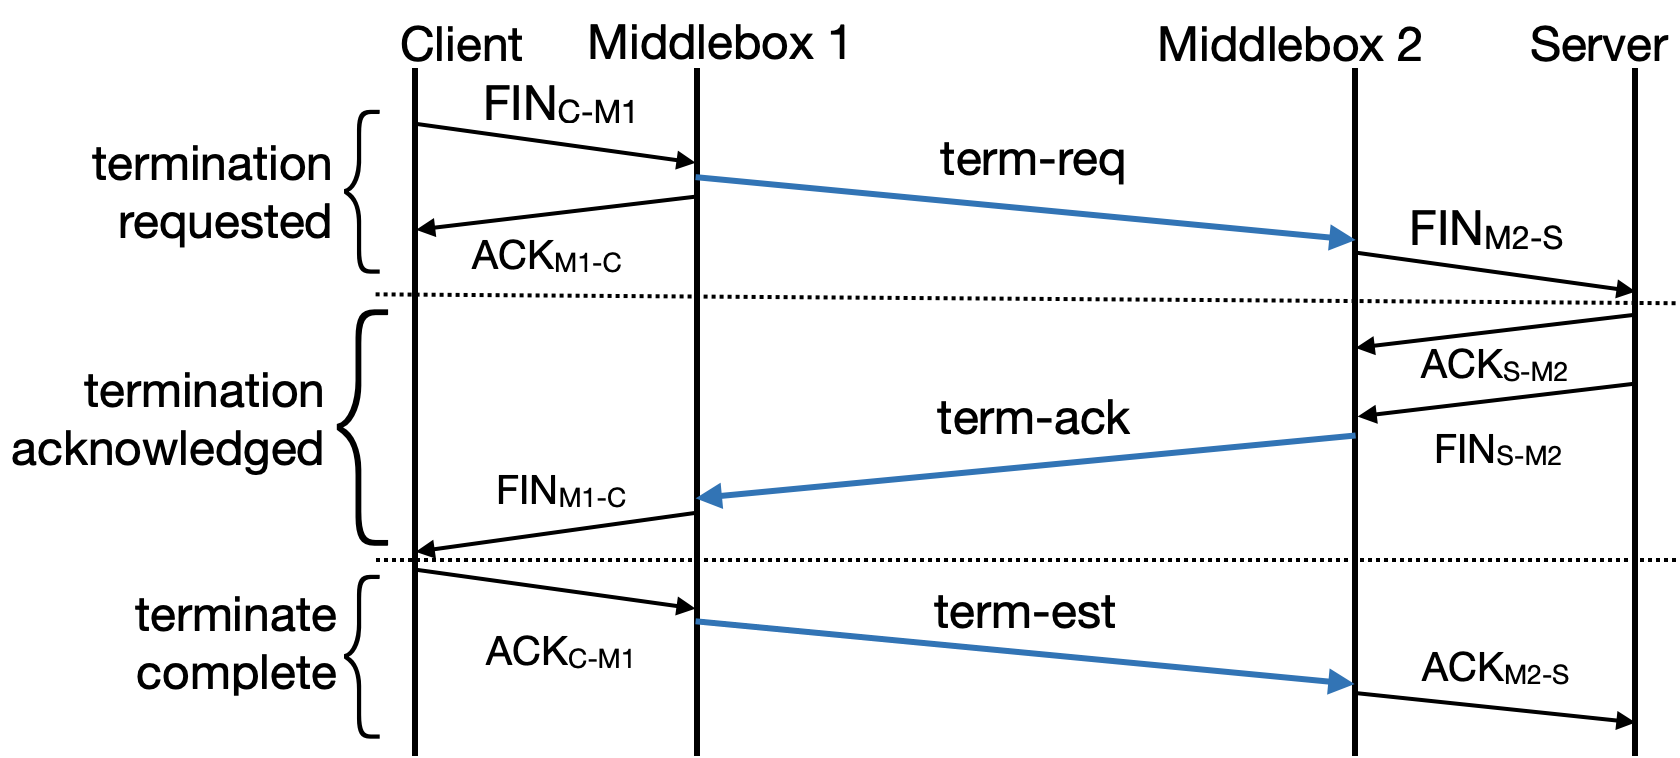 Client
Middlebox 1
Middlebox 2
Server
FINC-M1
termination
requested
term-req
FINM2-S
ACKM1-C
ACKS-M2
termination
acknowledged
term-ack
FINS-M2
FINM1-C
terminate
complete
term-est
ACKC-M1
ACKM2-S